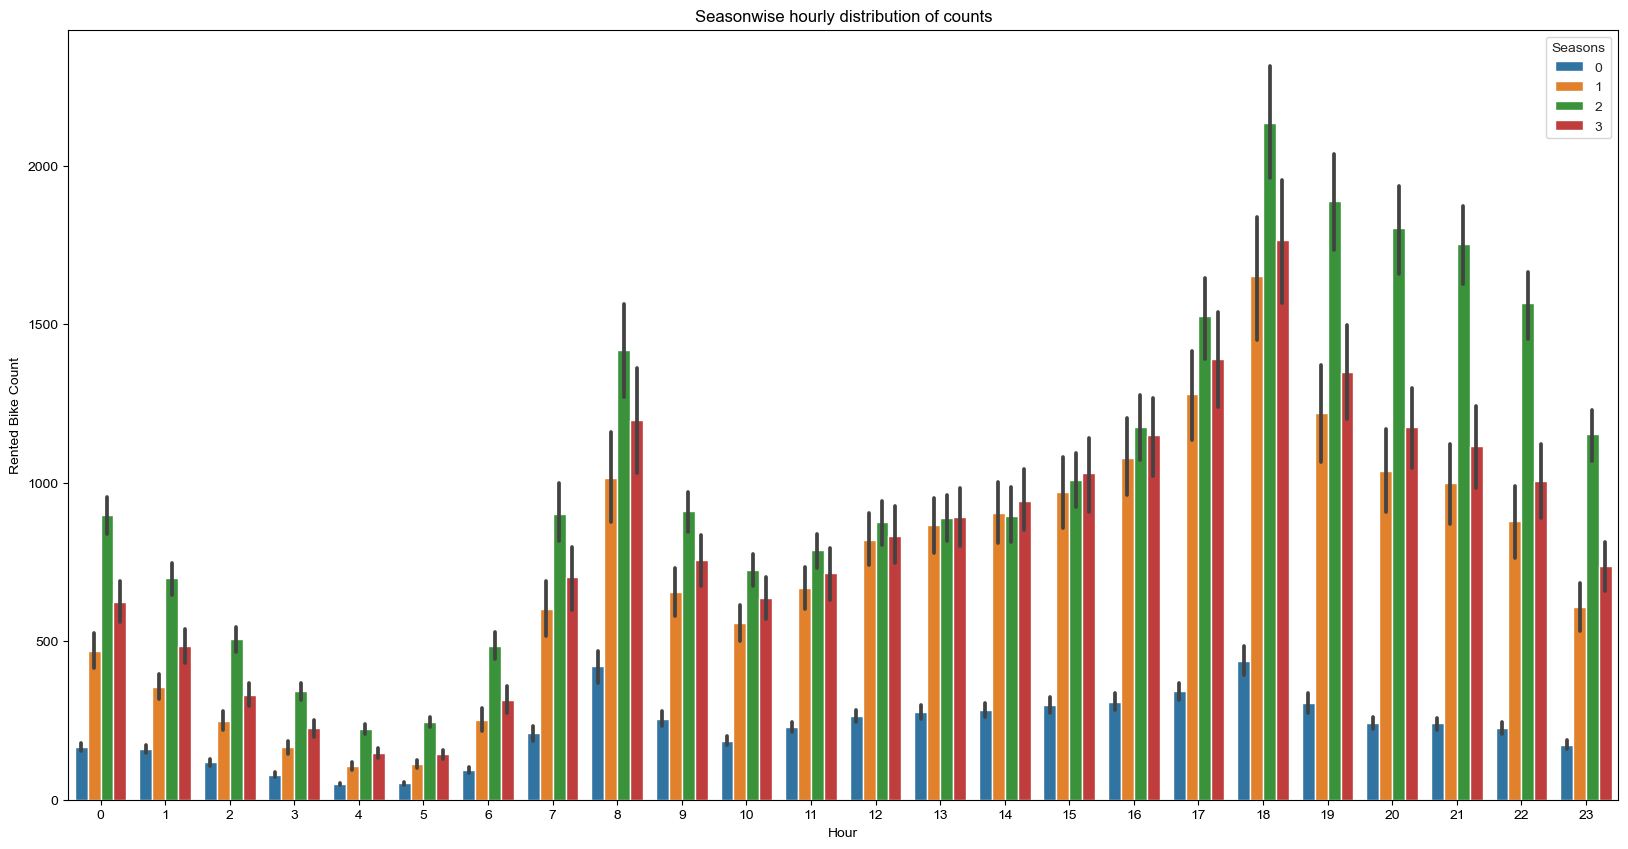 Seasonwise hourly distribution of counts
Seasons
0
1
2
3
2000
1500
1000
500
0
Rented Bike Count
0 1 2 3 4 5 6 7 8 9 10 11 12 13 14 15 16 17 18 19 20 21 22 23
Hour